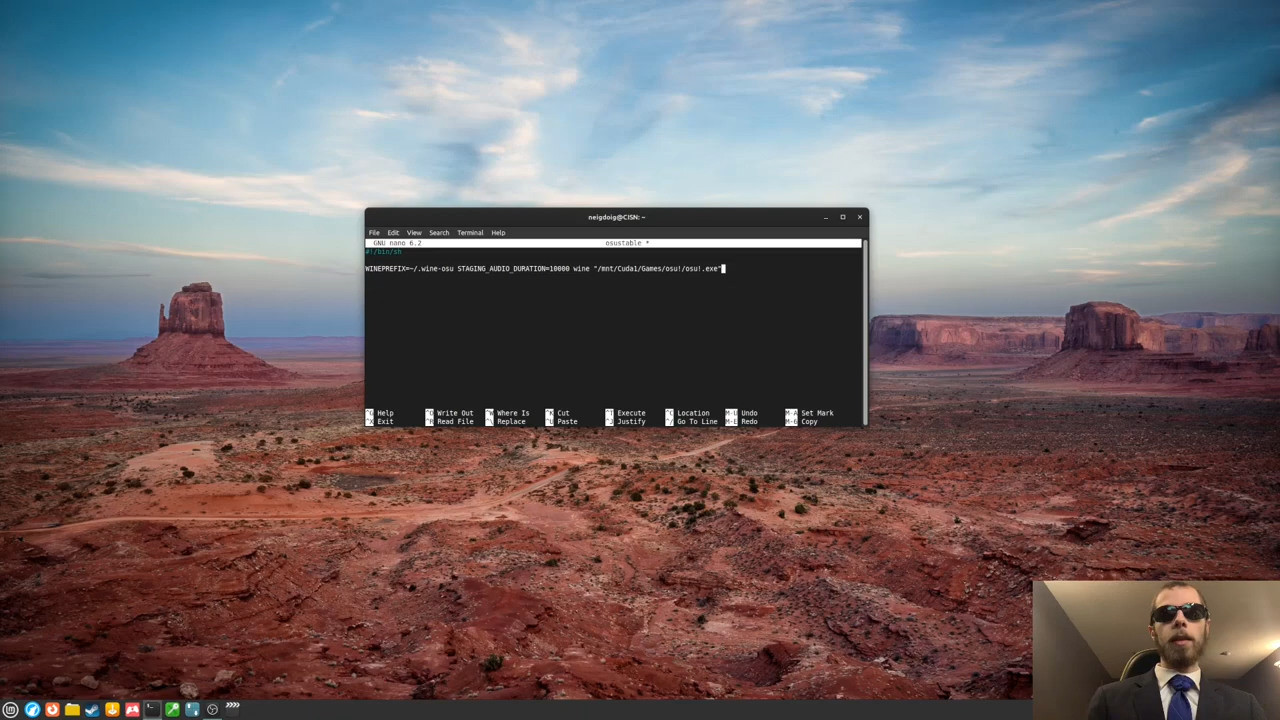 neigdoig@CISN: ~
File Edit View Search Terminal Help
GNU nano 6.2 osustable *
#!/bin/sh
WINEPREFIX=~/.wine-osu STAGING_AUDIO_DURATION=10000 wine "/mnt/Cuda1/Games/osu!/osu!.exe"
^G Help ^O Write Out ^W Where Is ^K Cut ^T Execute ^C Location M-U Undo M-A Set Mark
^X Exit ^R Read File ^\ Replace ^U Paste ^J Justify ^/ Go To Line M-E Redo M-6 Copy